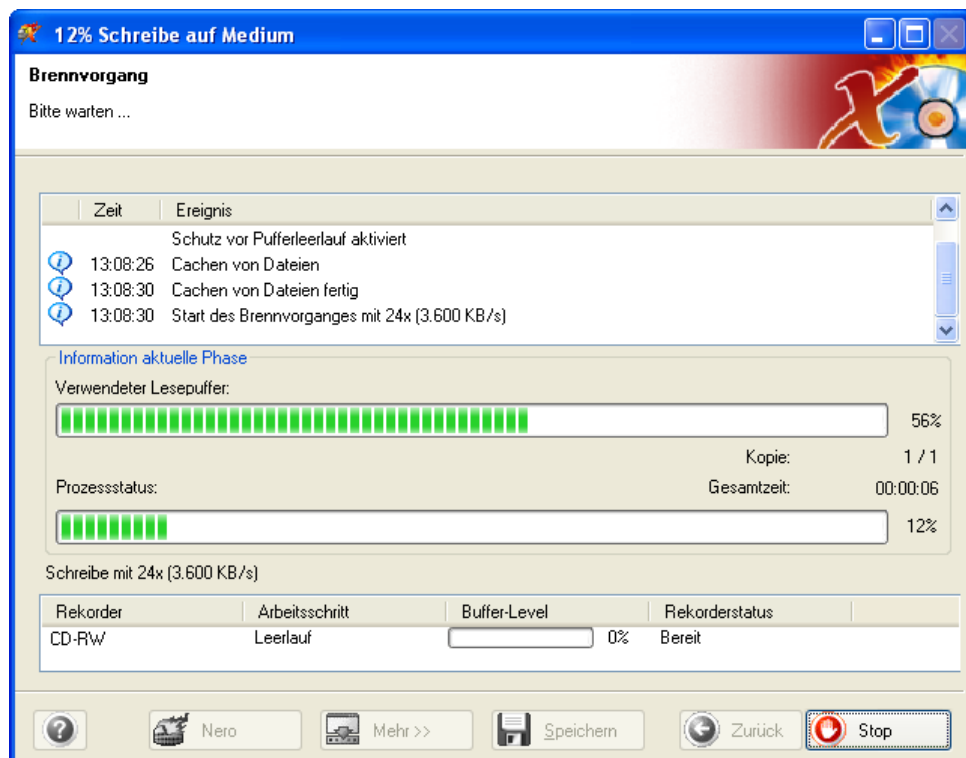 12% Schreibe auf Medium
Brennvorgang
Bitte warten ...
Zeit Ereignis
Schutz vor Pufferleerlauf aktiviert
13:08:26 Cachen von Dateien
13:08:30 Cachen von Dateien fertig
13:08:30 Start des Brennvorganges mit 24x (3.600 KB/s)
Information aktuelle Phase
Verwendeter Lesepuffer:
56%
Kopie: 1 / 1
Prozessstatus: Gesamtzeit: 00:00:06
12%
Schreibe mit 24x (3.600 KB/s)
Rekorder Arbeitsschritt Buffer-Level Rekorderstatus
CD-RW Leerlauf 0% Bereit
Nero Mehr >> Speichern Zurück Stop